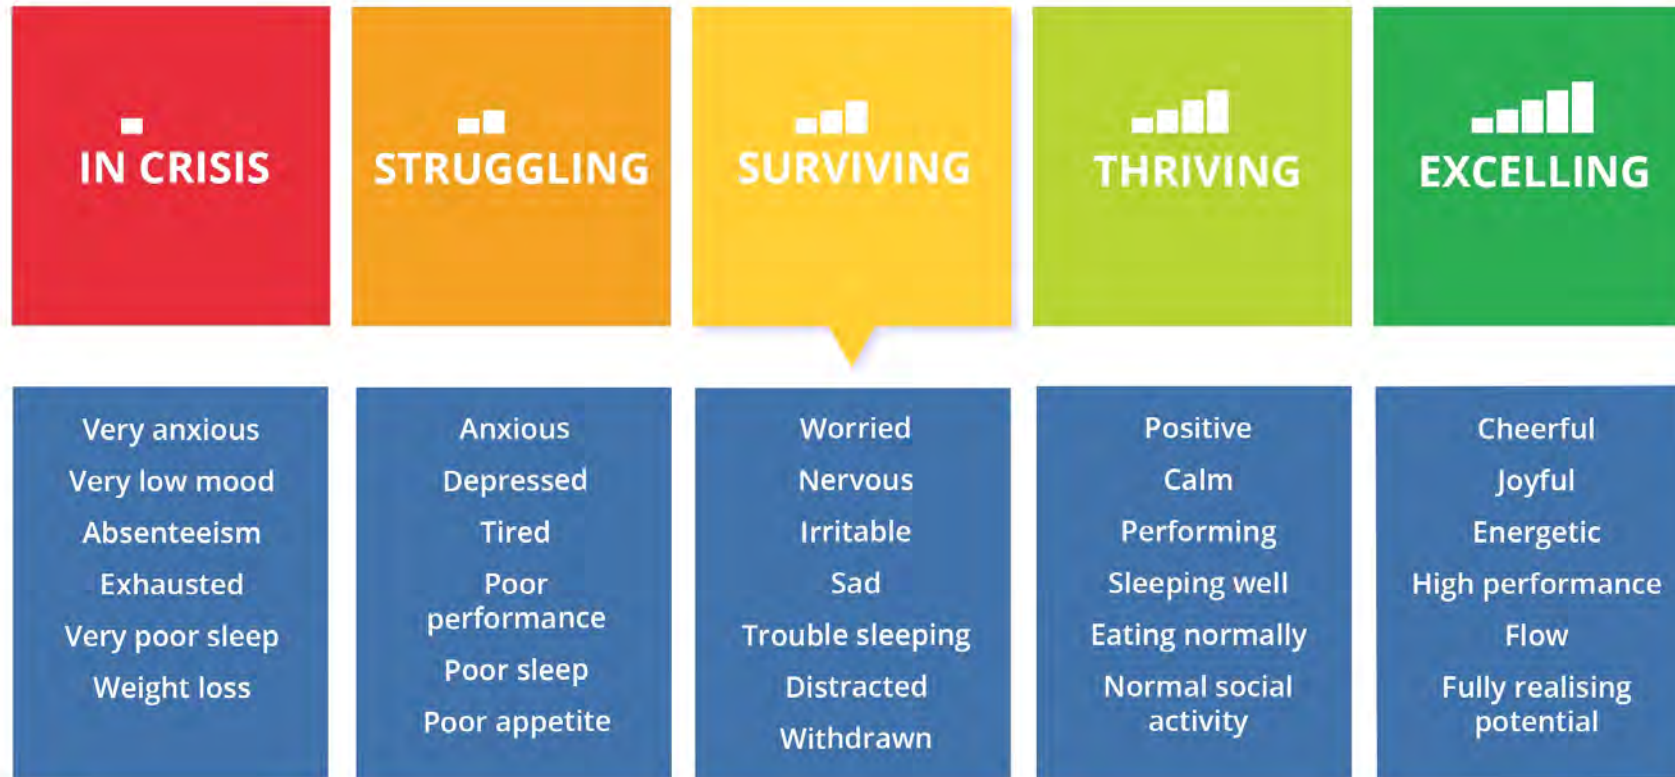 IN CRISIS
STRUGGLING
SURVIVING
THRIVING
EXCELLING
Very anxious
Very low mood
Absenteeism
Exhausted
Very poor sleep
Weight loss
Anxious
Depressed
Tired
Poor
performance
Poor sleep
Poor appetite
Worried
Nervous
Irritable
Sad
Trouble sleeping
Distracted
Withdrawn
Positive
Calm
Performing
Sleeping well
Eating normally
Normal social
activity
Cheerful
Joyful
Energetic
High performance
Flow
Fully realising
potential